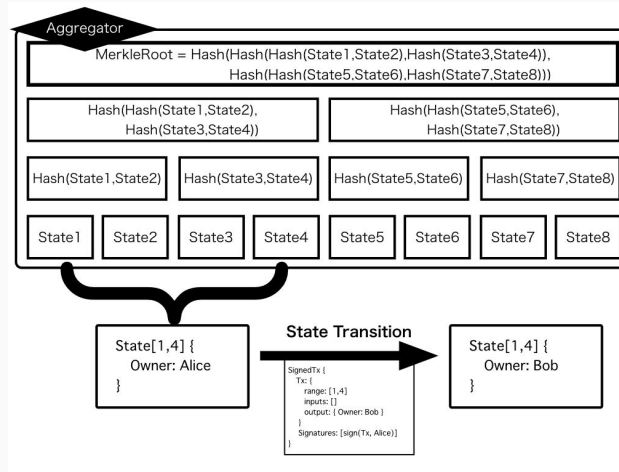 Aggregator
MerkleRoot = Hash(Hash(Hash(State1,State2),Hash(State3,State4)),
Hash(Hash(State5,State6),Hash(State7,State8)))
Hash(Hash(State1,State2),
Hash(State3,State4))
Hash(Hash(State5,State6),
Hash(State7,State8))
Hash(State1,State2)
Hash(State3,State4)
Hash(State5,State6)
Hash(State7,State8)
State1
State2
State3
State4
State5
State6
State7
State8
State[1,4] {
Owner: Alice
}
State Transition
SignedTx {
Tx: {
range: [1,4]
inputs: []
output: { Owner: Bob }
}
Signatures: [sign(Tx, Alice)]
}
State[1,4] {
Owner: Bob
}